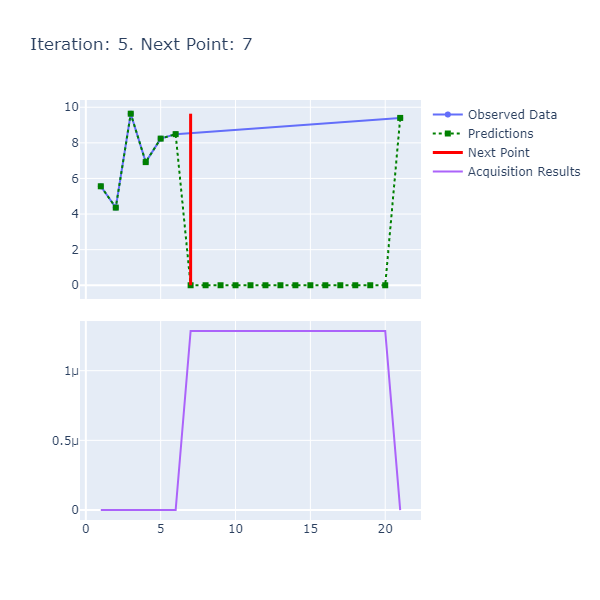 Iteration: 5. Next Point: 7
10
8
6
4
2
0
Observed Data
Predictions
Next Point
Acquisition Results
1μ
0.5μ
0
0
5
10
15
20